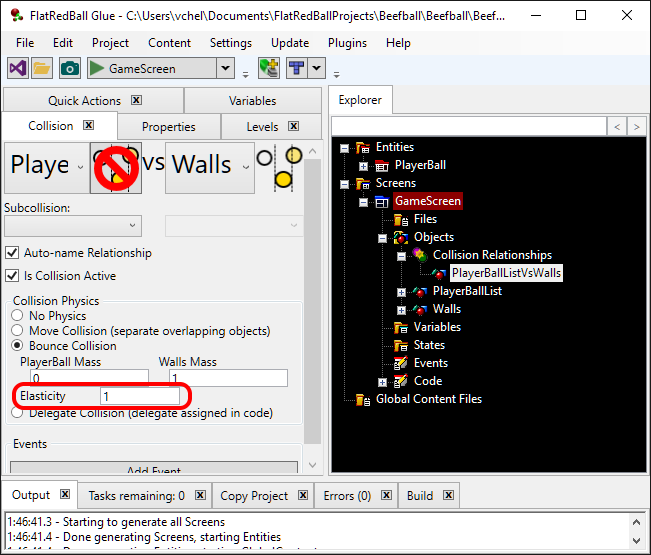 FlatRedBall Glue - C:\Users\vchel\Documents\FlatRedBallProjects\Beefball\Beefball\Beef...
File Project Edit Content Settings Update Plugins Help
GameScreen
Quick Actions Variables
Collision Properties Levels
Playe vs Walls
Subcollision:
Auto-name Relationship
Is Collision Active
Collision Physics
No Physics
Move Collision (separate overlapping objects)
Bounce Collision
PlayerBall Mass Walls Mass
0 1
Elasticity 1
Delegate Collision (delegate assigned in code)
Events
Add Event
Explorer
< >
Entities
PlayerBall
Screens
GameScreen
Files
Objects
Collision Relationships
PlayerBallListVsWalls
PlayerBallList
Walls
Variables
States
Events
Code
Global Content Files
Output Tasks remaining: 0 Copy Project Errors (0) Build
1:46:41.3 - Starting to generate all Screens
1:46:41.4 - Done generating Screens, starting Entities